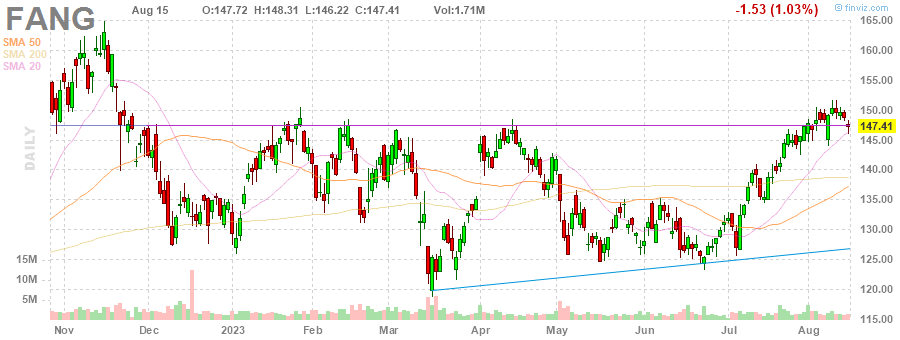 FANG Aug 15 O:147.72 H:148.31 L:146.22 C:147.41 Vol:1.71M -1.53 (1.03%) © finviz.com
SMA 50
SMA 200
SMA 20
DAILY
165.00
160.00
155.00
150.00
147.41
145.00
140.00
135.00
130.00
15M 125.00
10M 120.00
5M
115.00
Nov Dec 2023 Feb Mar Apr May Jun Jul Aug